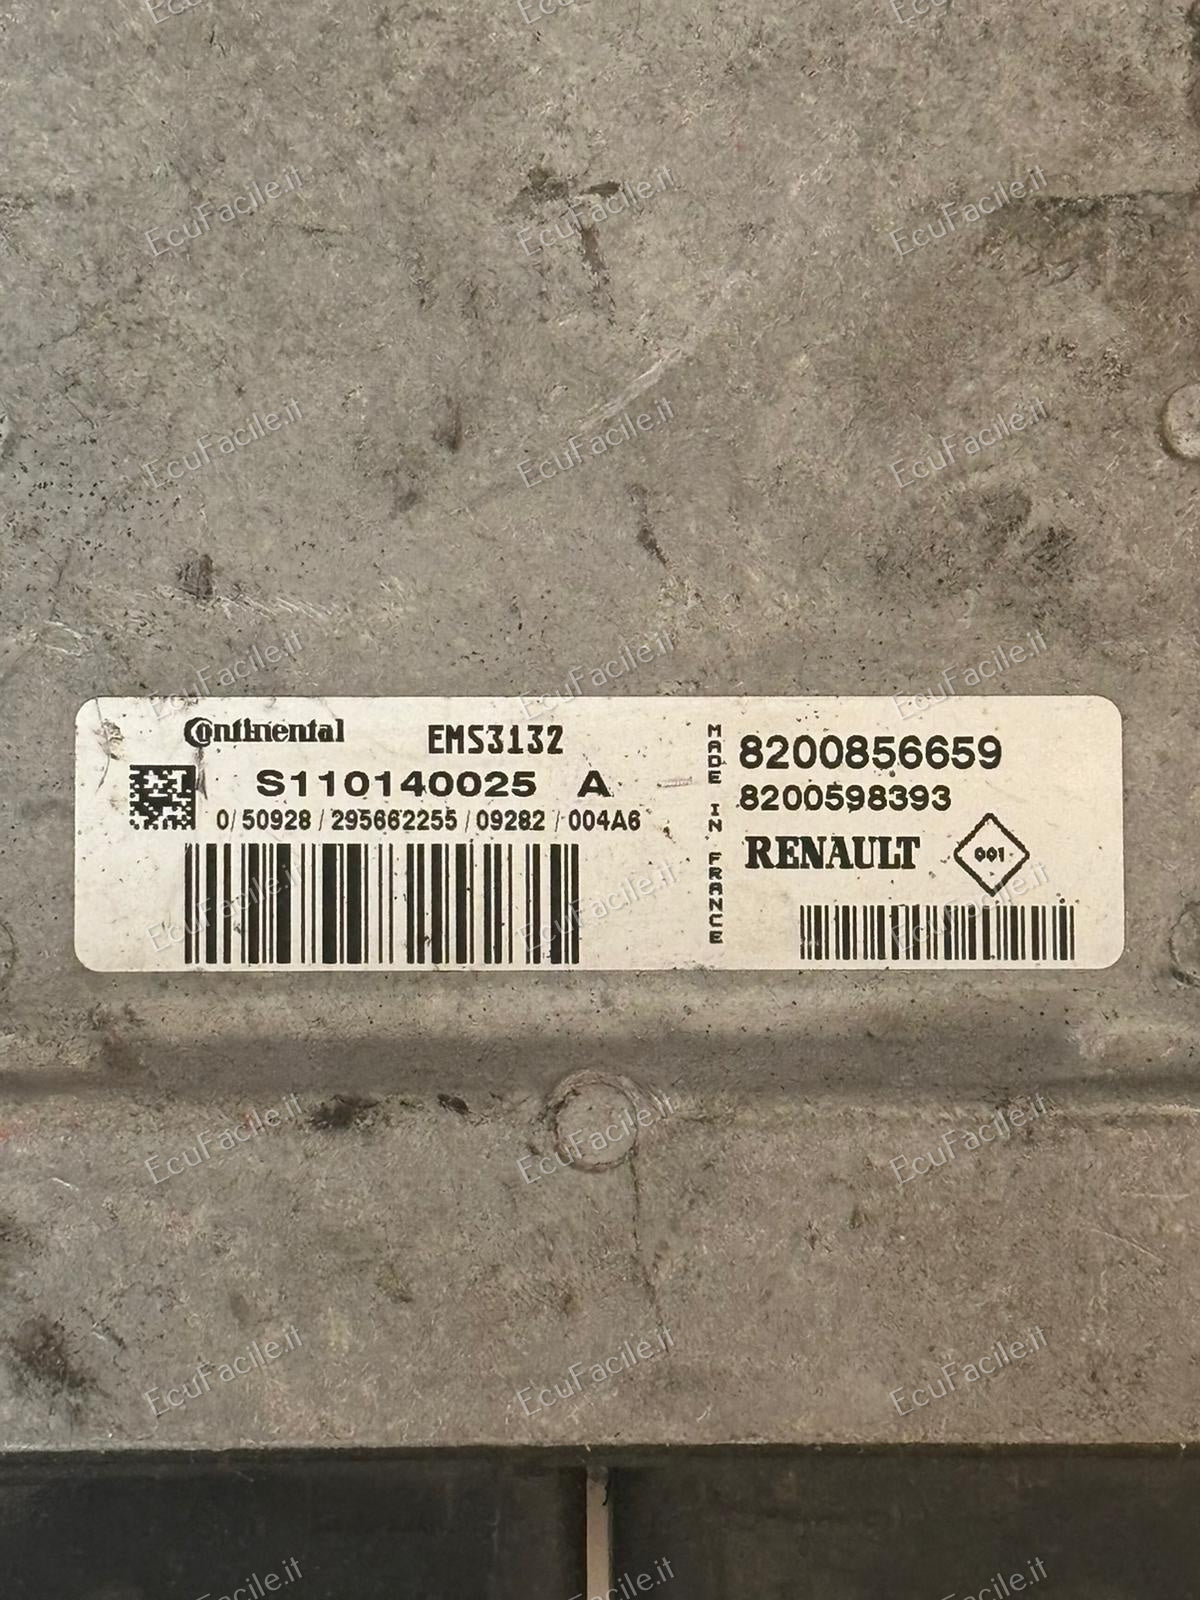 Continental EMS3132
S110140025 A
0/50928/295662255/09282/004A6
MADE IN FRANCE
8200856659
8200598393
RENAULT 001
EcuFacile.it